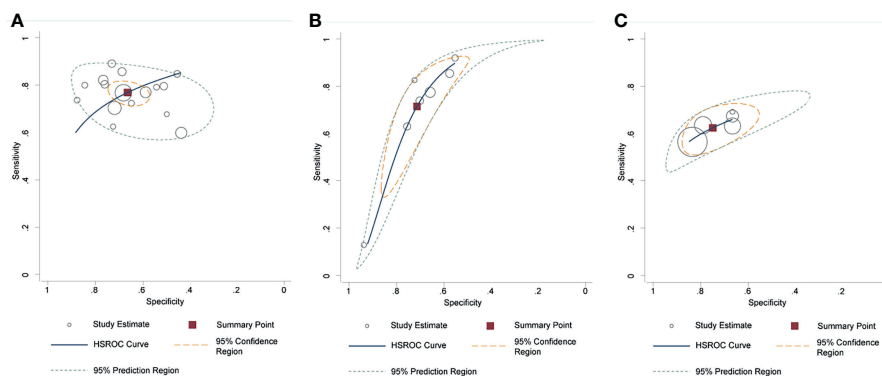 A
B
C
1
.8
.6
.4
.2
0
Sensitivity
1
.8
.6
.4
.2
0
Specificity
Study Estimate
Summary Point
HSROC Curve
95% Confidence
Region
95% Prediction Region
1
.8
.6
.4
.2
0
Sensitivity
1
.8
.6
.4
.2
0
Specificity
Study Estimate
Summary Point
HSROC Curve
95% Confidence
Region
95% Prediction Region
1
.8
.6
.4
.2
0
Sensitivity
1
.8
.6
.4
.2
Specificity
Study Estimate
Summary Point
HSROC Curve
95% Confidence
Region
95% Prediction Region